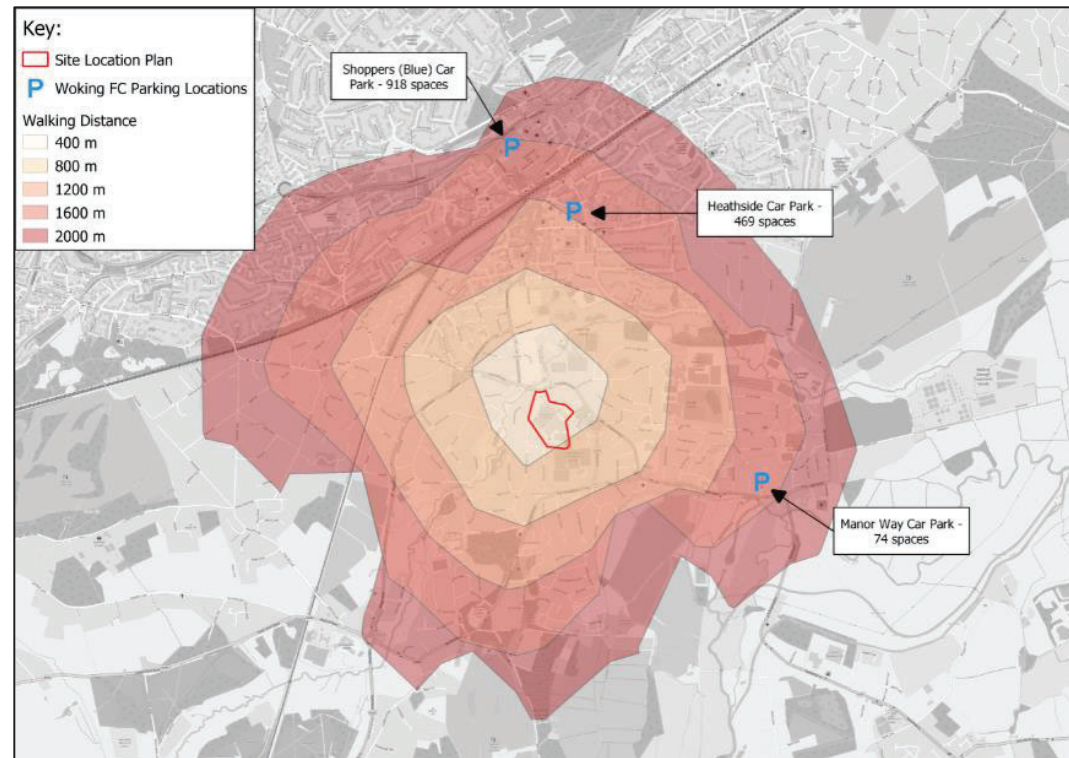 Key:
Site Location Plan
P Woking FC Parking Locations
Walking Distance
400 m
800 m
1200 m
1600 m
2000 m
Shoppers (Blue) Car
Park - 918 spaces
P
P
Heathside Car Park -
469 spaces
P
Manor Way Car Park -
74 spaces